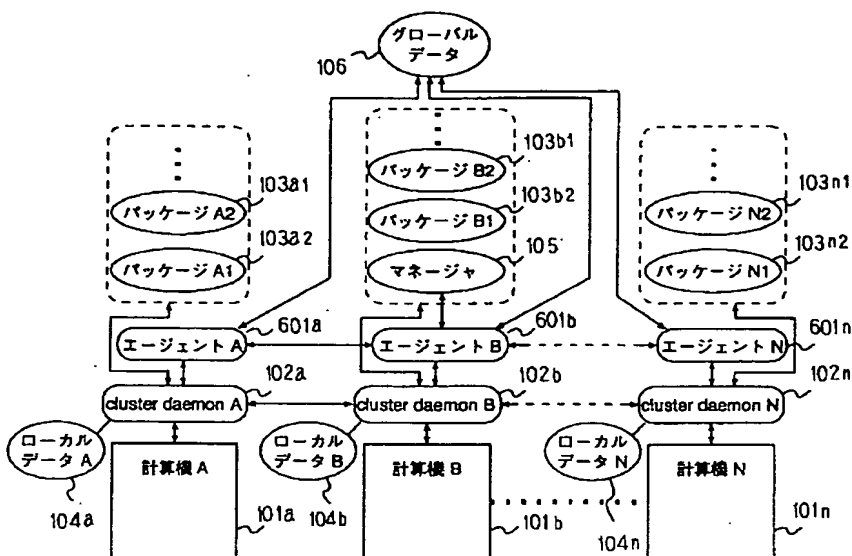 グローバル
データ
106
パッケージ A2
103a1
パッケージ A1
103a2
パッケージ B2
103b1
パッケージ B1
103b2
マネージャ
105
パッケージ N2
103n1
パッケージ N1
103n2
エージェント A
601a
エージェント B
601b
エージェント N
601n
cluster daemon A
102a
cluster daemon B
102b
cluster daemon N
102n
ローカル
データ A
104a
計算機 A
101a
ローカル
データ B
104b
計算機 B
101b
ローカル
データ N
104n
計算機 N
101n